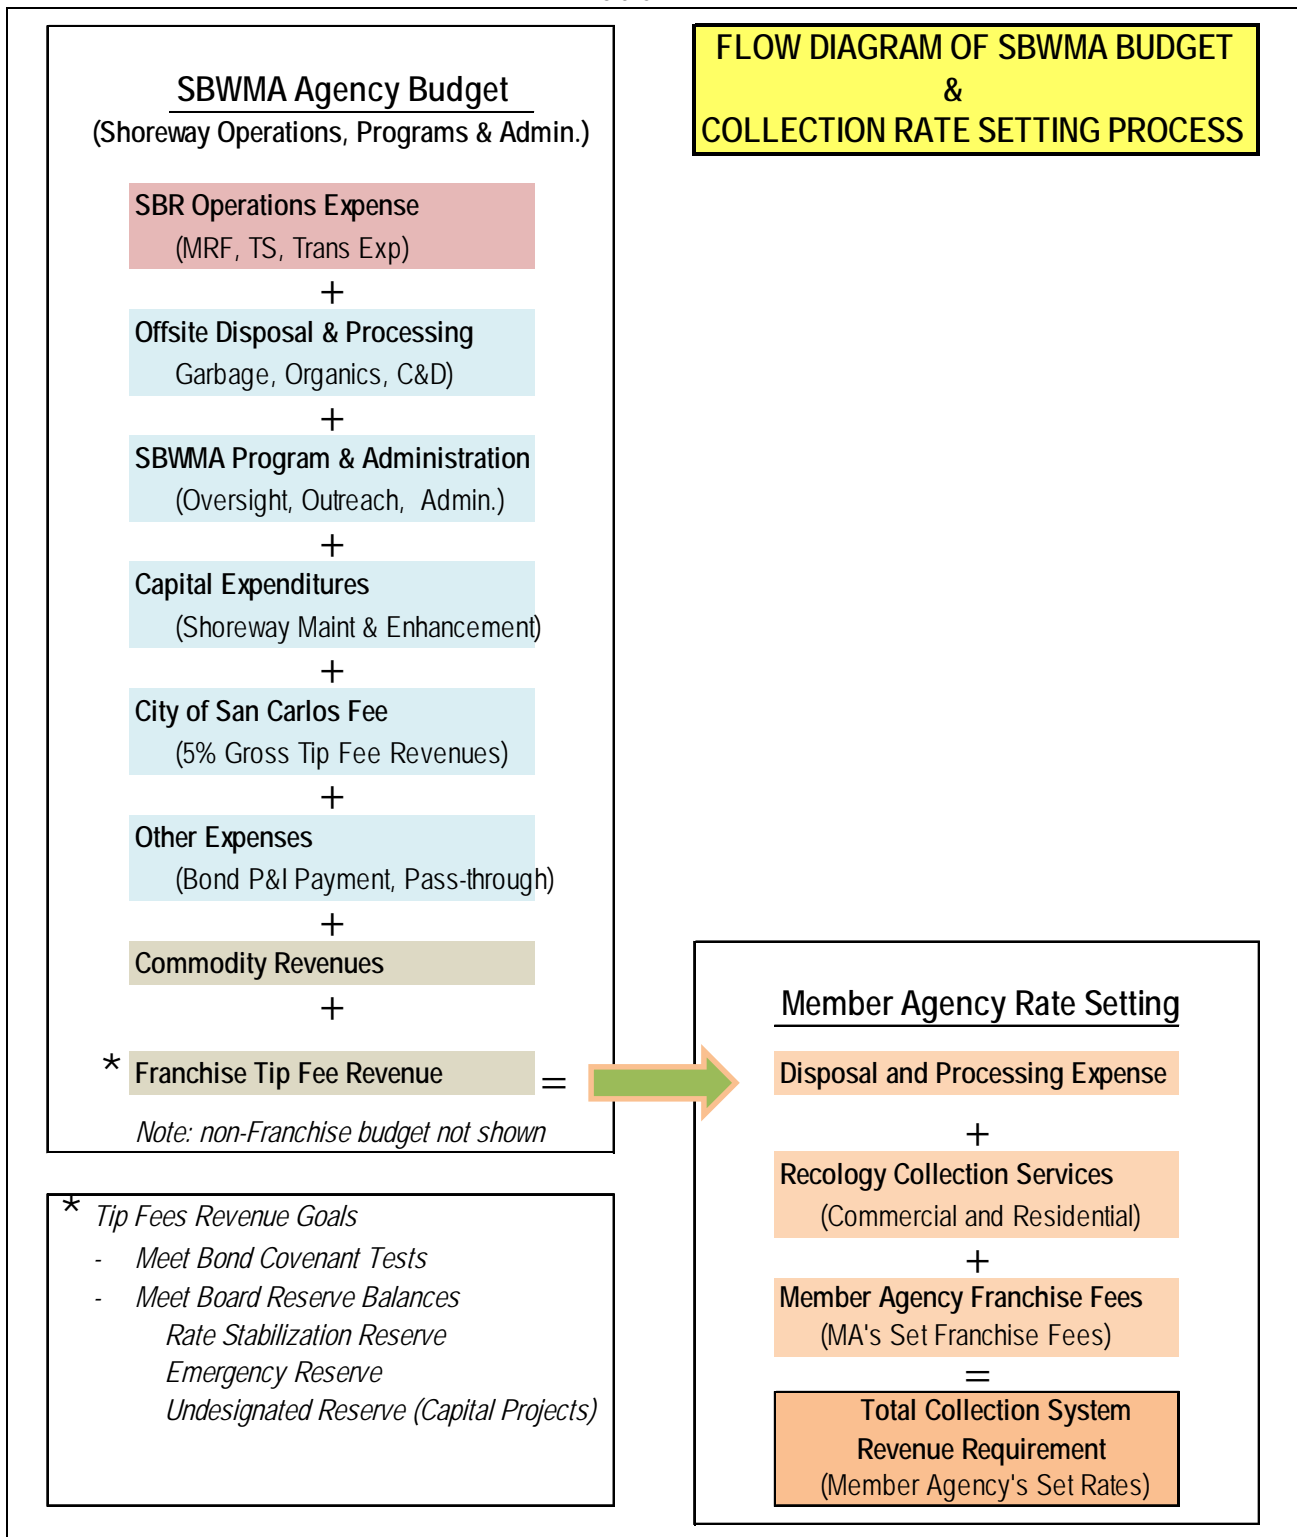 SBWMA Agency Budget
(Shoreway Operations, Programs & Admin.)
FLOW DIAGRAM OF SBWMA BUDGET
&
COLLECTION RATE SETTING PROCESS
SBR Operations Expense
(MRF, TS, Trans Exp)
+
Offsite Disposal & Processing
Garbage, Organics, C&D)
+
SBWMA Program & Administration
(Oversight, Outreach, Admin.)
+
Capital Expenditures
(Shoreway Maint & Enhancement)
+
City of San Carlos Fee
(5% Gross Tip Fee Revenues)
+
Other Expenses
(Bond P&I Payment, Pass-through)
+
Commodity Revenues
+
* Franchise Tip Fee Revenue =
Note: non-Franchise budget not shown
* Tip Fees Revenue Goals
- Meet Bond Covenant Tests
- Meet Board Reserve Balances
Rate Stabilization Reserve
Emergency Reserve
Undesignated Reserve (Capital Projects)
Member Agency Rate Setting
Disposal and Processing Expense
+
Recology Collection Services
(Commercial and Residential)
+
Member Agency Franchise Fees
(MA's Set Franchise Fees)
=
Total Collection System
Revenue Requirement
(Member Agency's Set Rates)